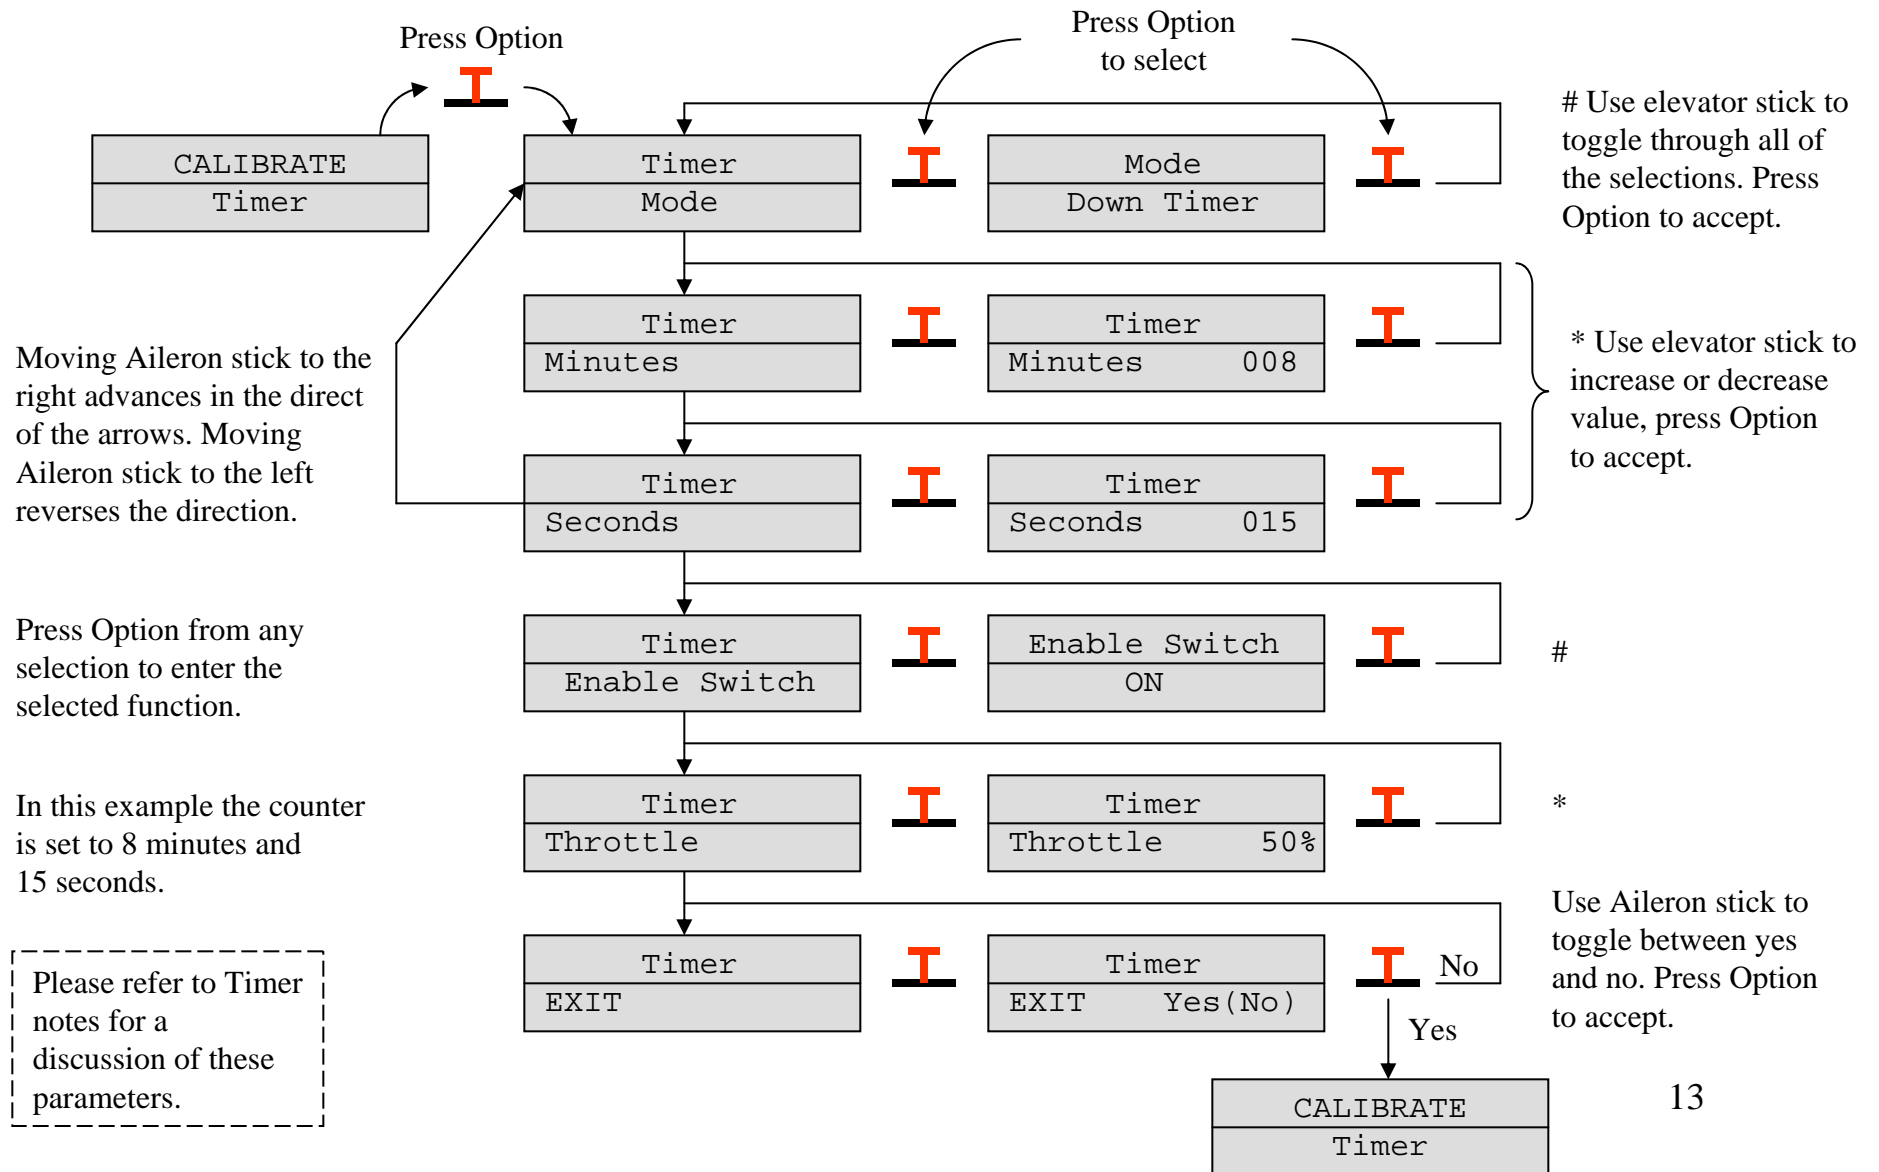 Press Option
Press Option
to select
CALIBRATE
Timer
Timer
Mode
Mode
Down Timer
# Use elevator stick to
toggle through all of
the selections. Press
Option to accept.
Timer
Minutes
Timer
Minutes 008
* Use elevator stick to
increase or decrease
value, press Option
to accept.
Moving Aileron stick to the
right advances in the direct
of the arrows. Moving
Aileron stick to the left
reverses the direction.
Timer
Seconds
Timer
Seconds 015
Press Option from any
selection to enter the
selected function.
Timer
Enable Switch
Enable Switch
ON
#
In this example the counter
is set to 8 minutes and
15 seconds.
Timer
Throttle
Timer
Throttle 50%
*
Please refer to Timer
notes for a
discussion of these
parameters.
Timer
EXIT
Timer
EXIT Yes(No)
No
Yes
Use Aileron stick to
toggle between yes
and no. Press Option
to accept.
CALIBRATE
Timer
13